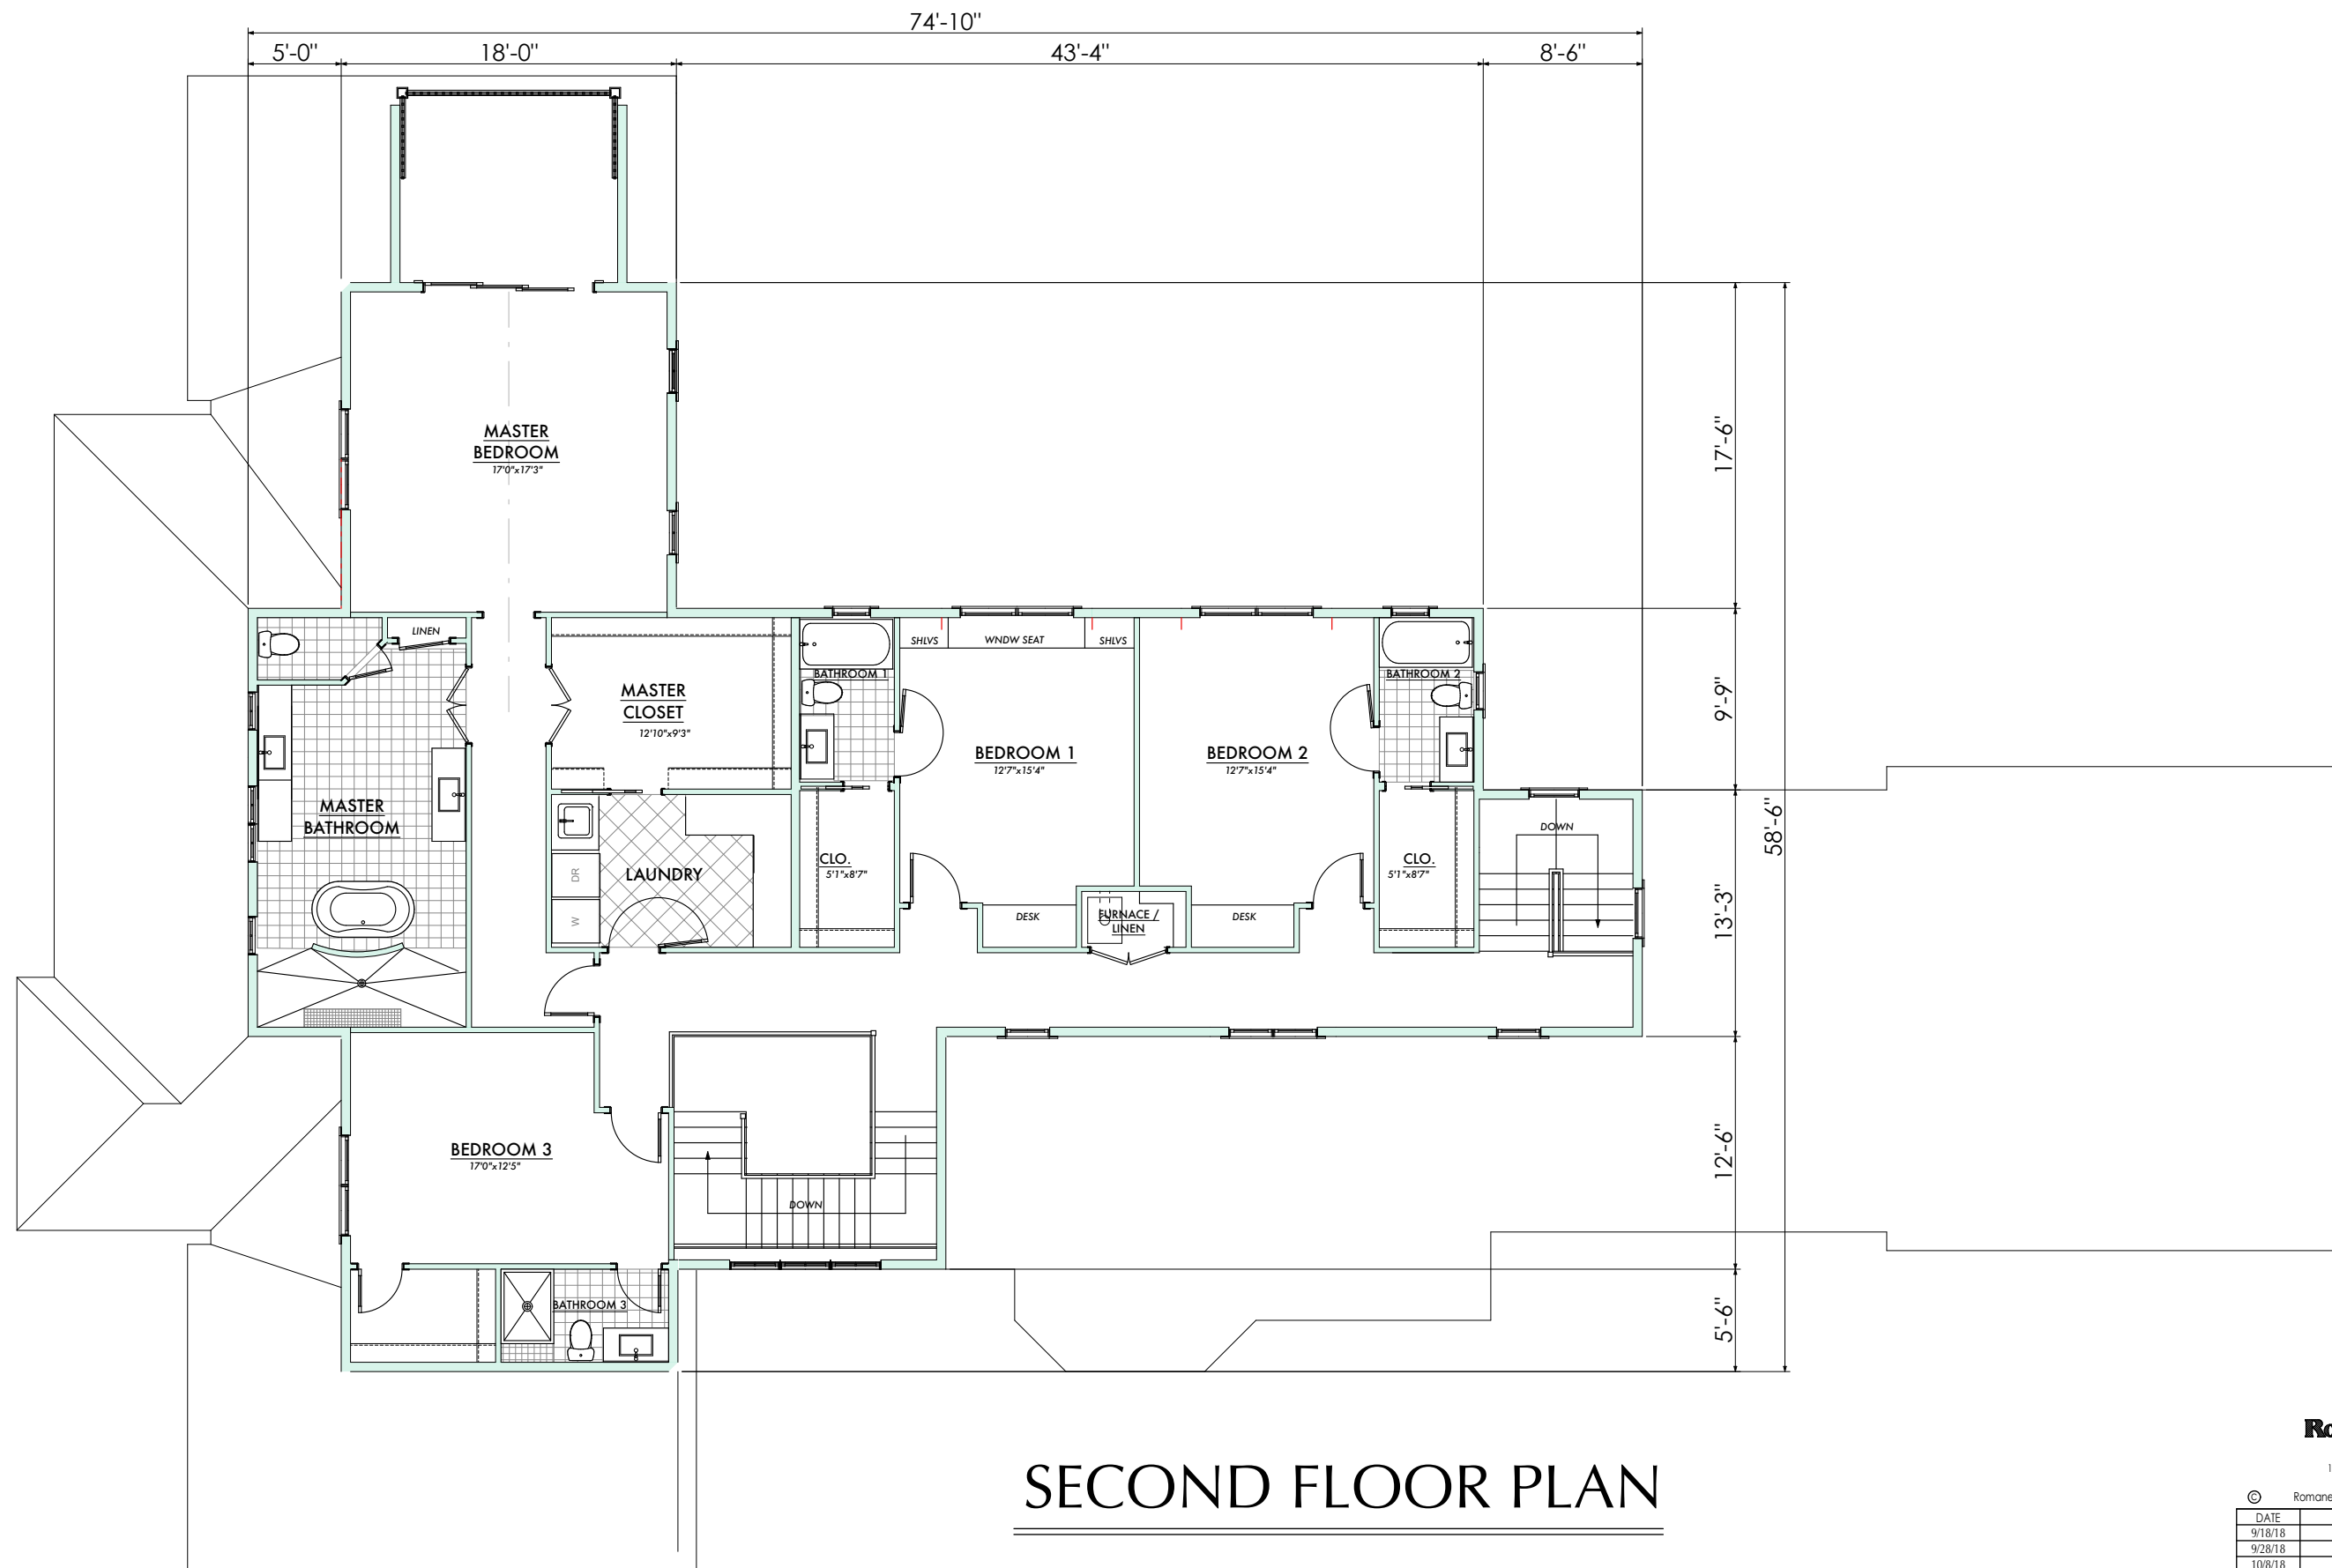 74'-10"
5'-0"
18'-0"
43'-4"
8'-6"
17'-6"
MASTER
BEDROOM
17'0"x17'3"
LINEN
SHLVS
WNDW SEAT
SHLVS
BATHROOM 1
BATHROOM 2
MASTER
CLOSET
12'10"x9'3"
9'-9"
BEDROOM 1
12'7"x15'4"
BEDROOM 2
12'7"x15'4"
MASTER
BATHROOM
58'-6"
DOWN
LAUNDRY
DR
W
CLO.
5'1"x8'7"
CLO.
5'1"x8'7"
DESK
FURNACE /
LINEN
DESK
13'-3"
BEDROOM 3
17'0"x12'5"
12'-6"
DOWN
BATHROOM 3
5'-6"
SECOND FLOOR PLAN
©
DATE
9/18/18
9/28/18
10/8/18